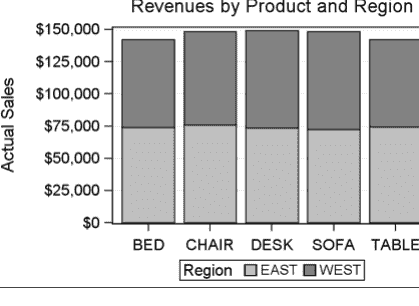 Revenues by Product and Region
Actual Sales
$150,000
$125,000
$100,000
$75,000
$50,000
$25,000
$0
BED CHAIR DESK SOFA TABLE
Region EAST WEST